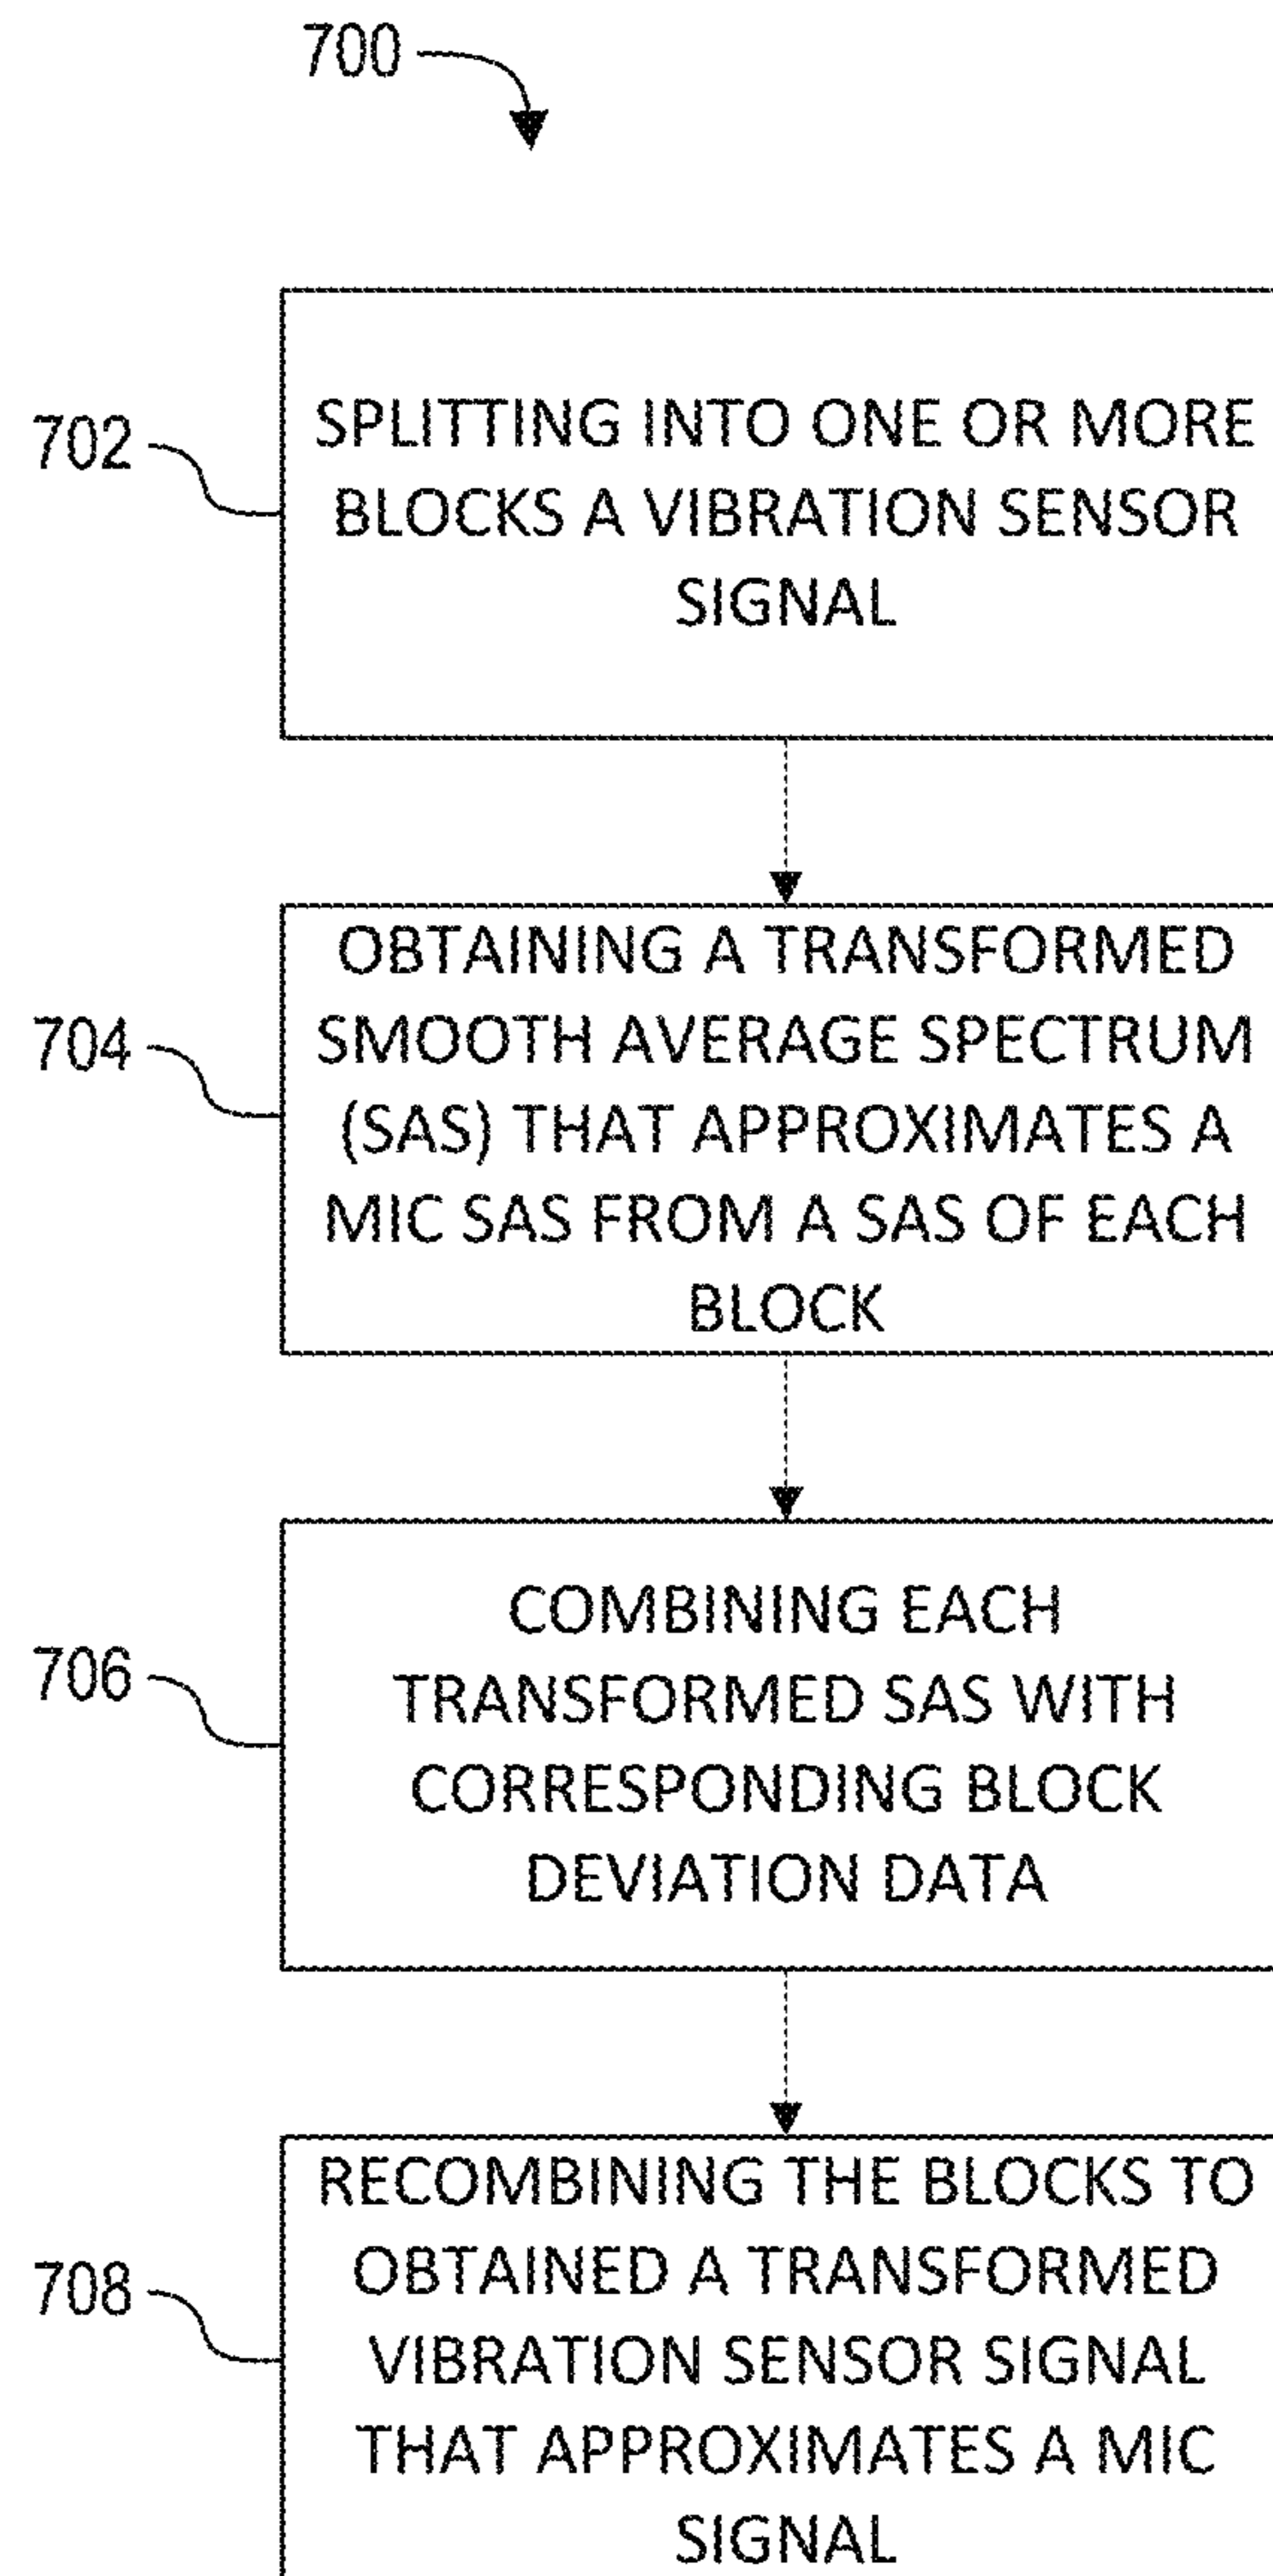 700
702
SPLITTING INTO ONE OR MORE
BLOCKS A VIBRATION SENSOR
SIGNAL
704
OBTAINING A TRANSFORMED
SMOOTH AVERAGE SPECTRUM
(SAS) THAT APPROXIMATES A
MIC SAS FROM A SAS OF EACH
BLOCK
706
COMBINING EACH
TRANSFORMED SAS WITH
CORRESPONDING BLOCK
DEVIATION DATA
708
RECOMBINING THE BLOCKS TO
OBTAINED A TRANSFORMED
VIBRATION SENSOR SIGNAL
THAT APPROXIMATES A MIC
SIGNAL